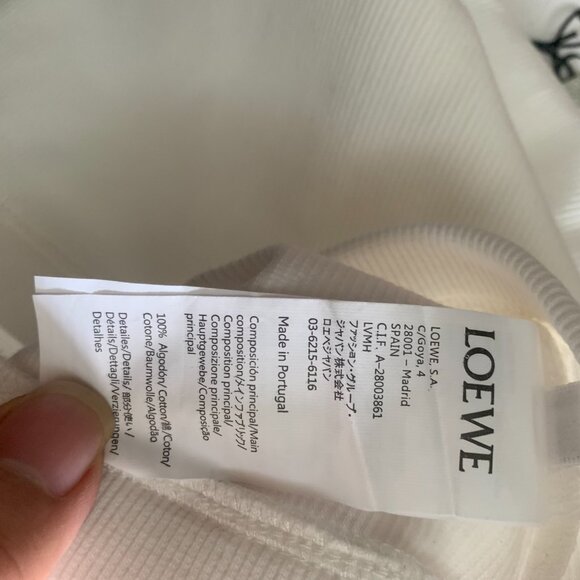 LOEWE
LOEWE S.A.
C/Goya, 4
28001 – Madrid
SPAIN
C.I.F. A-28003861
LVMH
ファッション・グループ・
ジャパン株式会社
ロエベジャパン
03-6215-6116
Made in Portugal
Composición principal/Main
composition/メインファブリック/
Composition principal/
Composizione principale/
Hauptgewebe/Composição
principal
100% Algodon/Cotton/綿/Coton/
Cotone/Baumwolle/Algodão
Detalles/Details/部分使い/
Détails/Dettagli/Verzierungen/
Detalhes